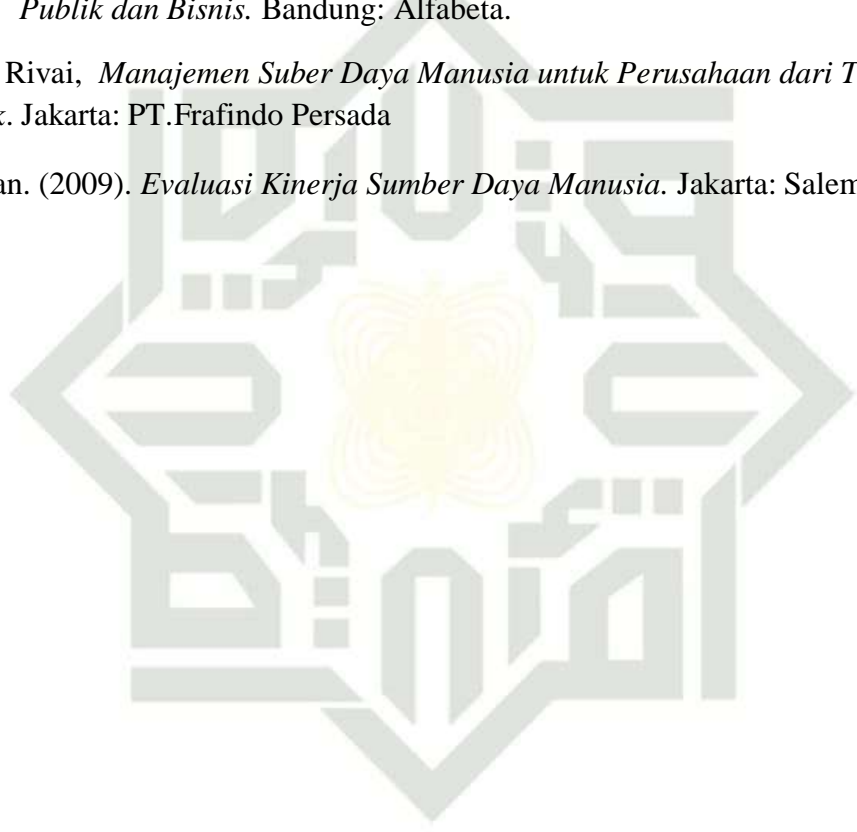 Publik dan Bisnis. Bandung: Alfabeta.
Rivai, Manajemen Suber Daya Manusia untuk Perusahaan dari T
. Jakarta: PT.Frafindo Persada
an. (2009). Evaluasi Kinerja Sumber Daya Manusia. Jakarta: Salem